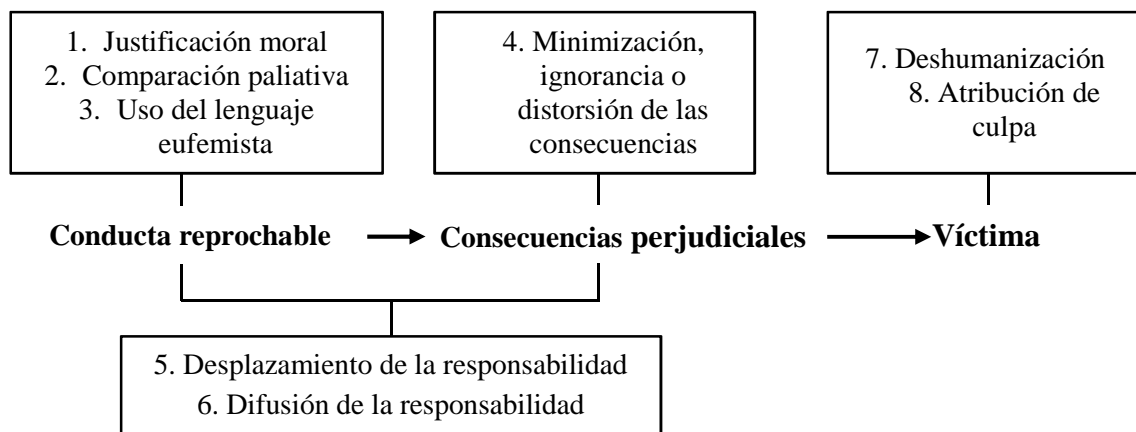 1. Justificación moral
2. Comparación paliativa
3. Uso del lenguaje
eufemista
4. Minimización,
ignorancia o
distorsión de las
consecuencias
7. Deshumanización
8. Atribución de
culpa
Conducta reprochable
Consecuencias perjudiciales
Víctima
5. Desplazamiento de la responsabilidad
6. Difusión de la responsabilidad